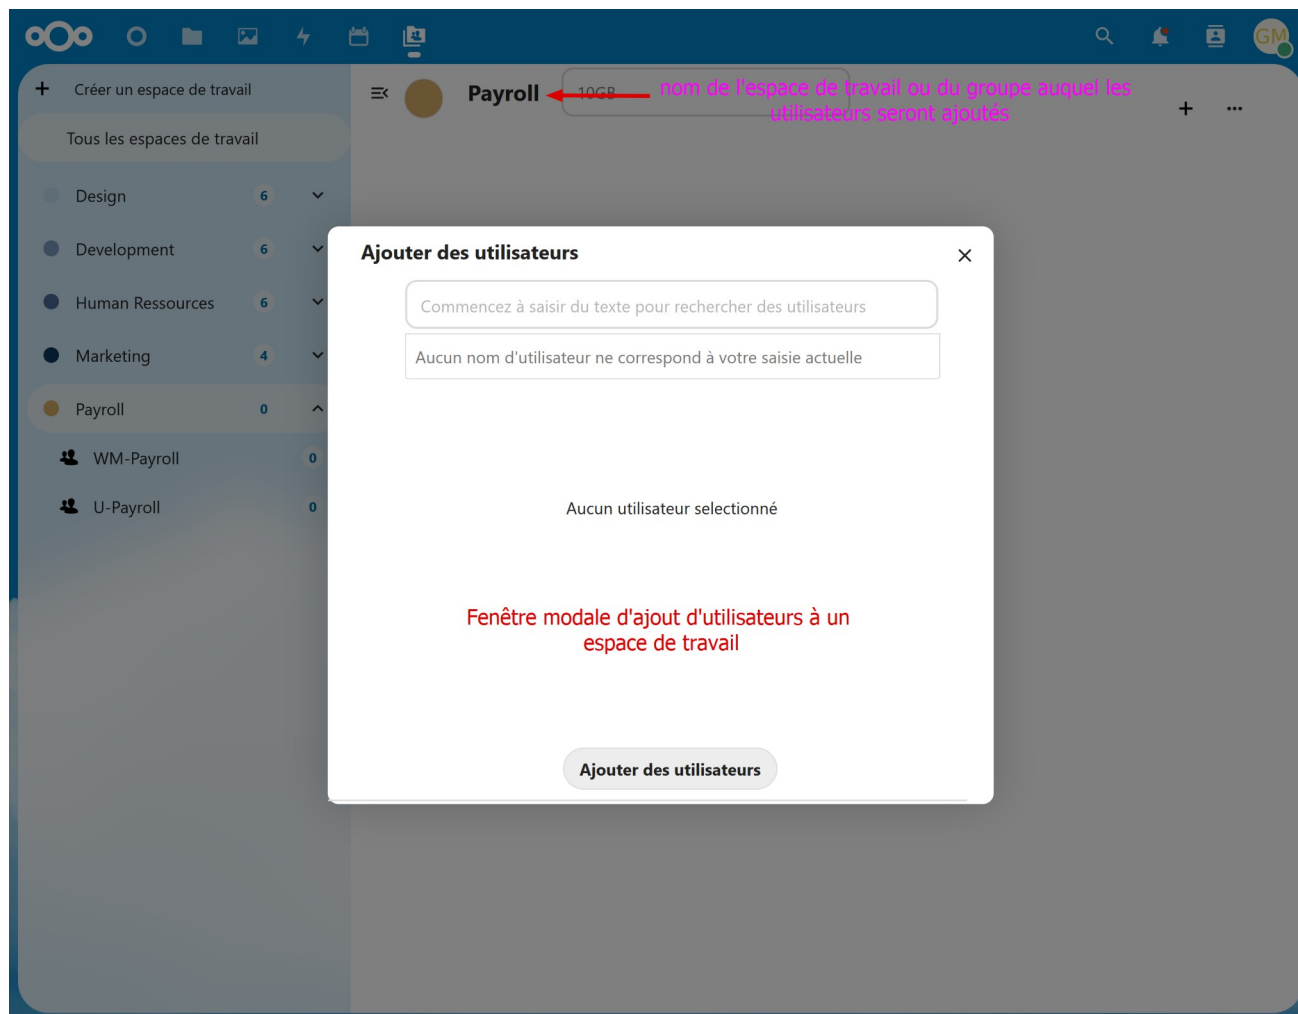 GM
Créer un espace de travail
Tous les espaces de travail
Design 6
Development 6
Human Ressources 6
Marketing 4
Payroll 0
WM-Payroll 0
U-Payroll 0
Payroll
10GB
nom de l'espace de travail ou du groupe auquel les
utilisateurs seront ajoutés
Ajouter des utilisateurs
Commencez à saisir du texte pour rechercher des utilisateurs
Aucun nom d'utilisateur ne correspond à votre saisie actuelle
Aucun utilisateur selectionné
Fenêtre modale d'ajout d'utilisateurs à un
espace de travail
Ajouter des utilisateurs